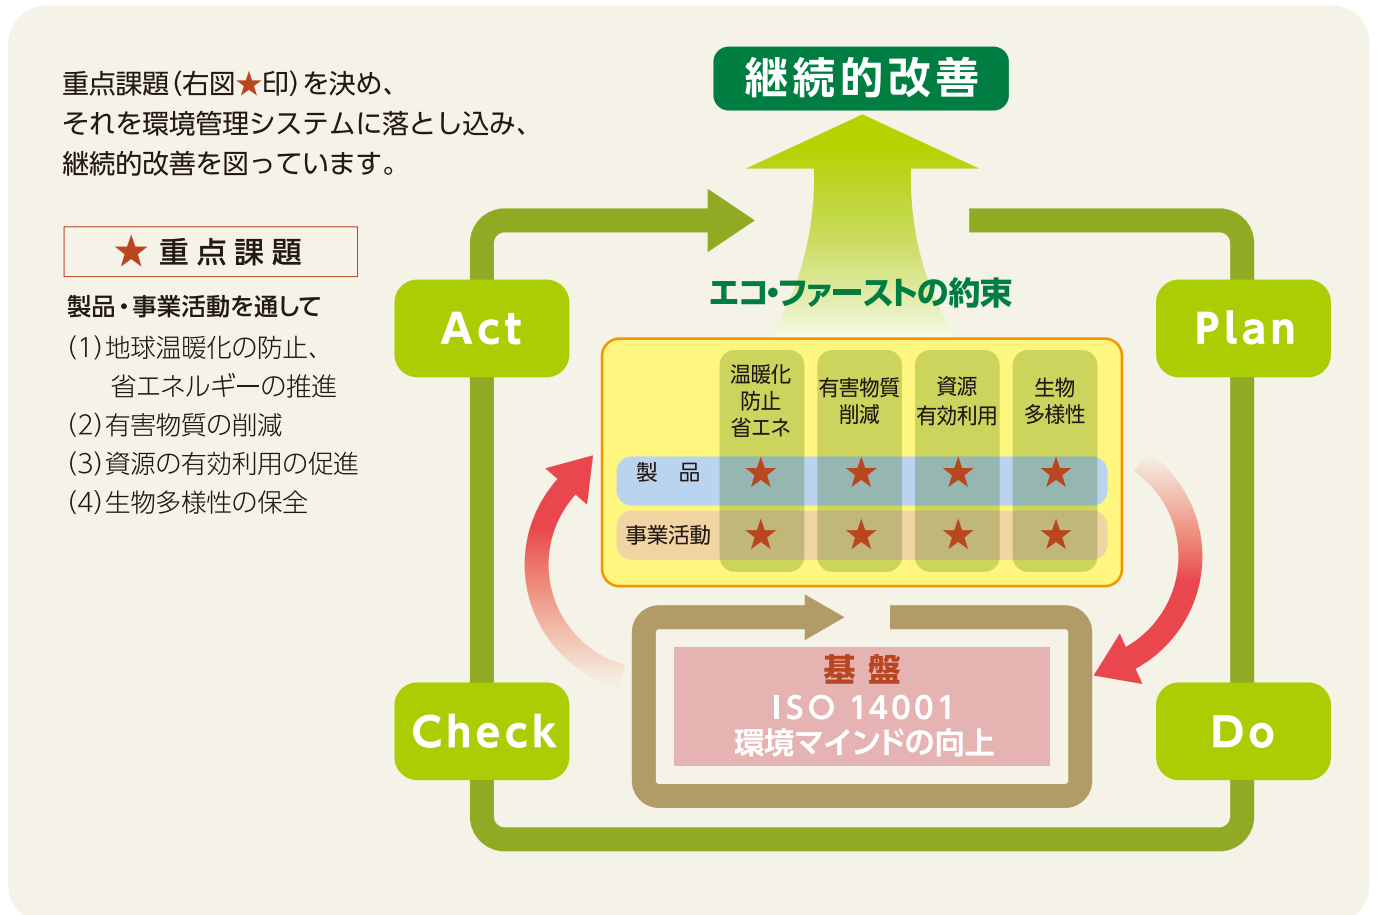 重点課題(右図★印)を決め、
それを環境管理システムに落とし込み、
継続的改善を図っています。
★ 重点課題
製品・事業活動を通して
(1)地球温暖化の防止、
省エネルギーの推進
(2)有害物質の削減
(3)資源の有効利用の促進
(4)生物多様性の保全
継続的改善
エコ・ファーストの約束
Act
Plan
温暖化
防止
省エネ
有害物質
削減
資源
有効利用
生物
多様性
製 品 ★ ★ ★ ★
事業活動 ★ ★ ★ ★
基盤
ISO 14001
環境マインドの向上
Check
Do